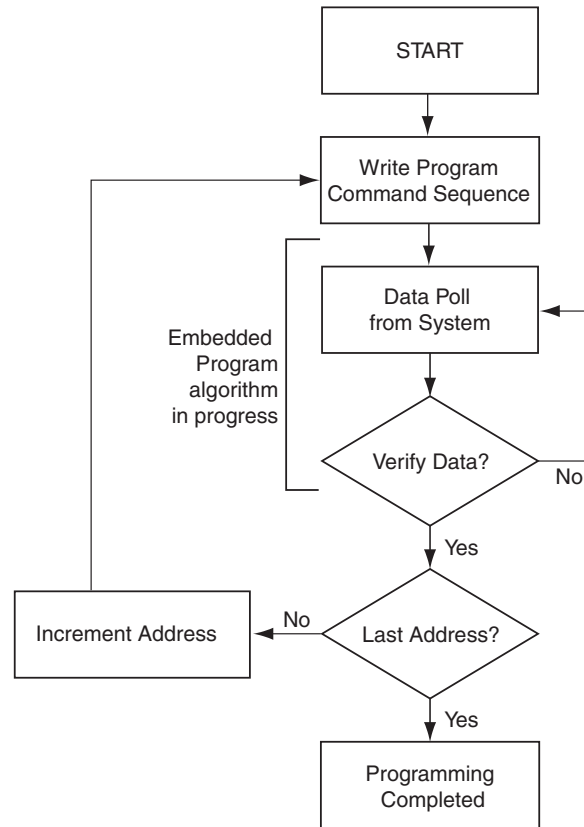 START
Write Program
Command Sequence
Data Poll
from System
Embedded
Program
algorithm
in progress
Verify Data?
No
Yes
Last Address?
No
Increment Address
Yes
Programming
Completed